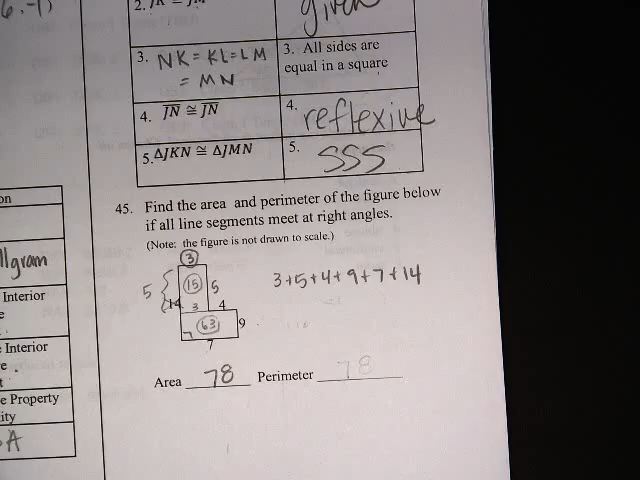 6,-1)
2. JK = JM
given
3. NK = KL = LM
= MN
3. All sides are
equal in a square
4. JN ≅ JN
4. reflexive
5. ΔJKN ≅ ΔJMN
5. SSS
on
llgram
Interior
e
Interior
e
t
e Property
ity
A
45. Find the area and perimeter of the figure below
if all line segments meet at right angles.
(Note: the figure is not drawn to scale.)
3
5 15 5
14 3 4
63 9
7
7
3+5+4+9+7+14
Area 78 Perimeter 78